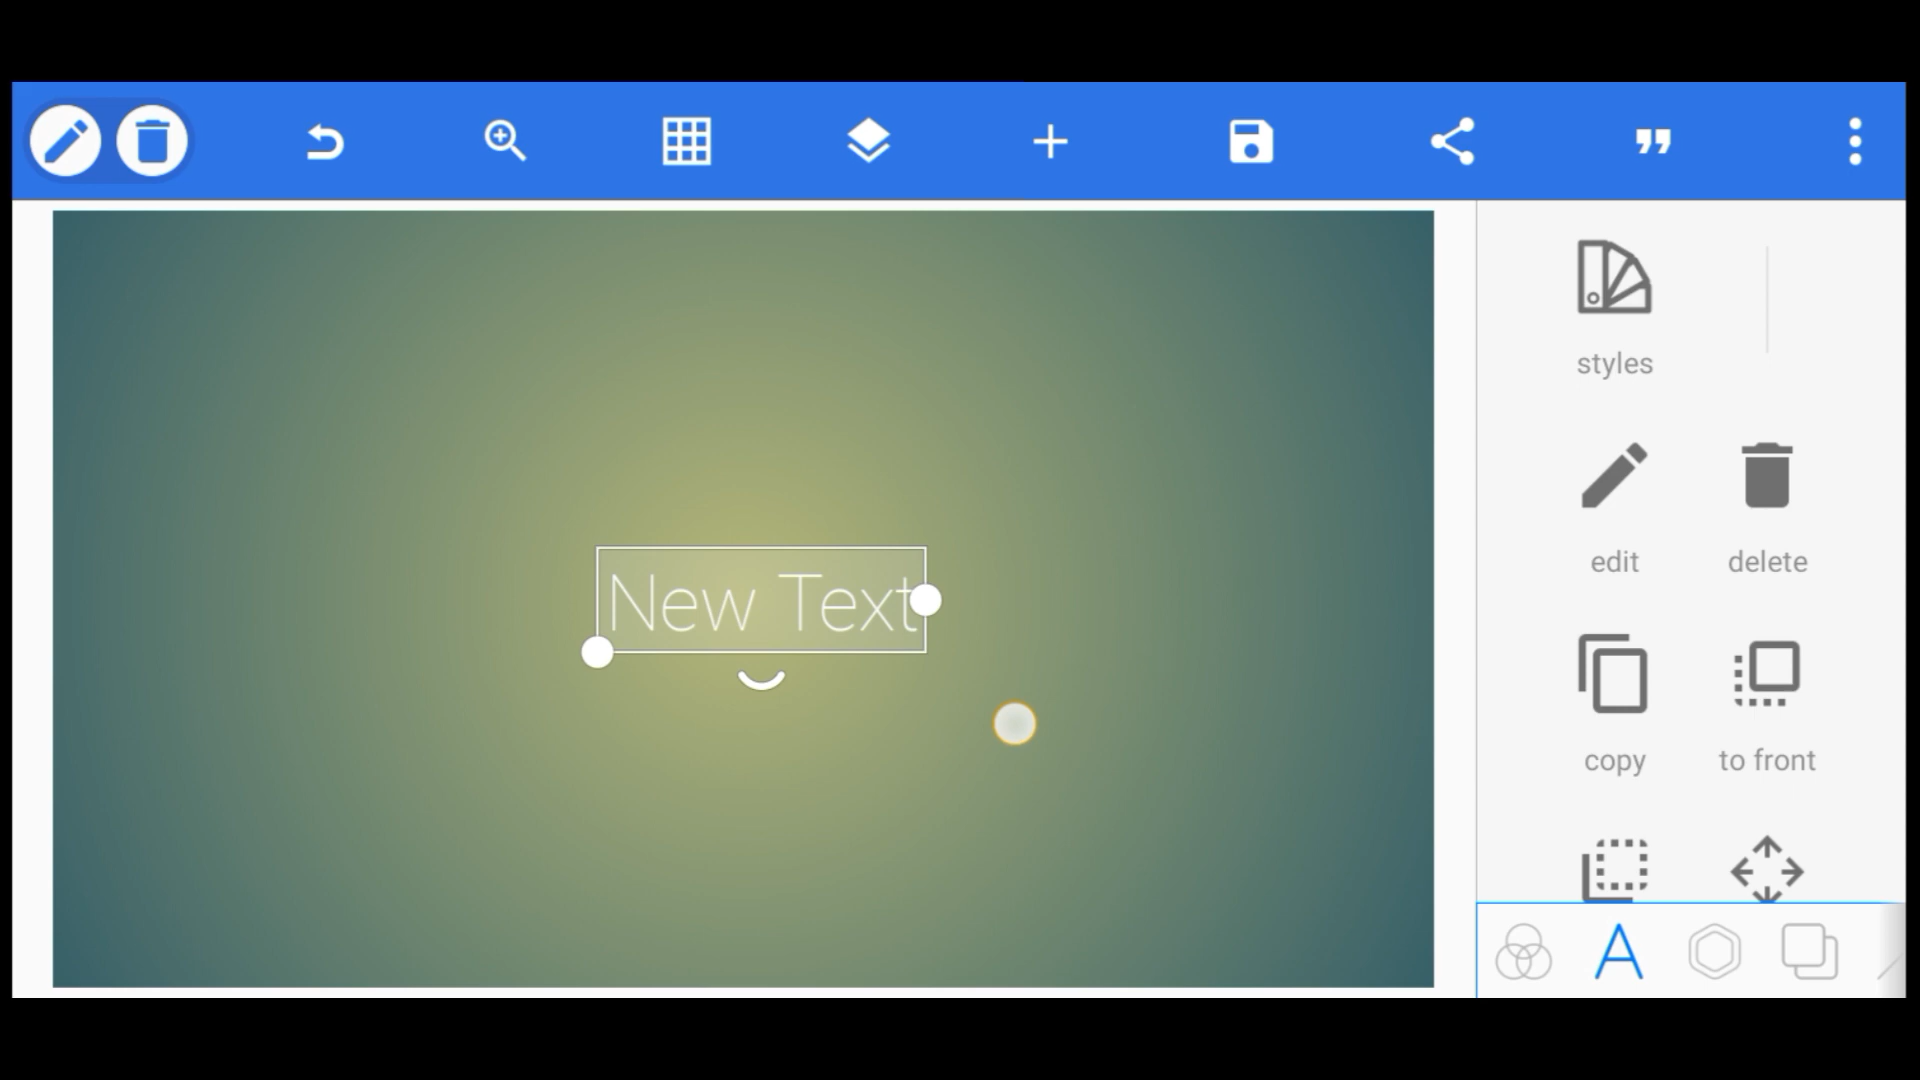 styles
New Text
edit
delete
copy
to front